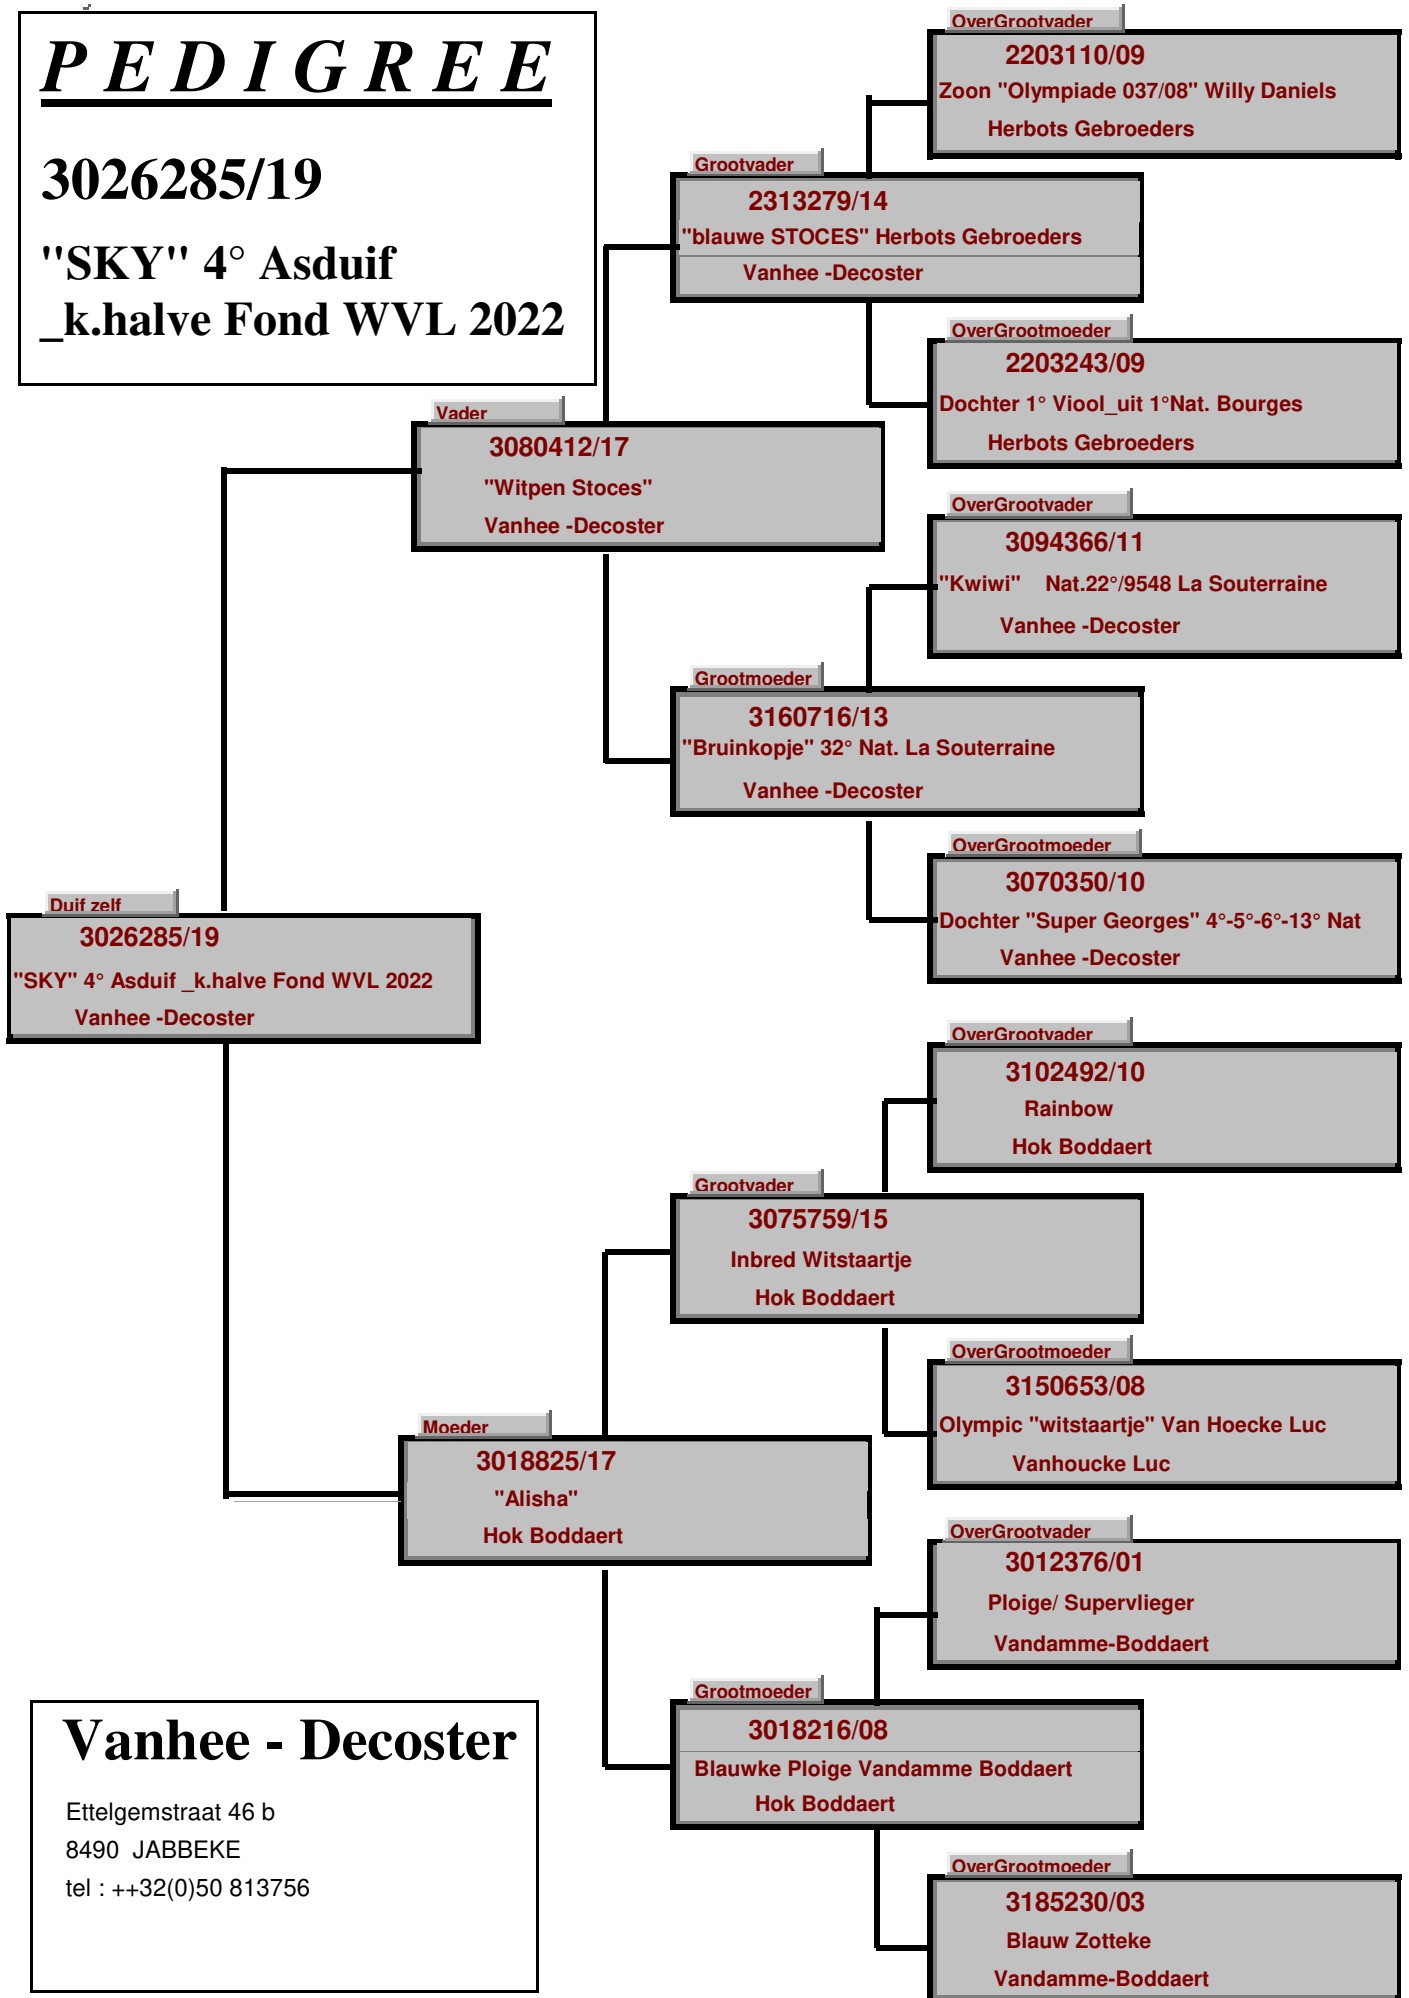 P E D I G R E E
3026285/19
"SKY" 4° Asduif
_k.halve Fond WVL 2022
OverGrootvader
2203110/09
Zoon "Olympiade 037/08" Willy Daniels
Herbots Gebroeders
Grootvader
2313279/14
"blauwe STOCES" Herbots Gebroeders
Vanhee -Decoster
OverGrootmoeder
2203243/09
Dochter 1° Viool_uit 1°Nat. Bourges
Herbots Gebroeders
Vader
3080412/17
"Witpen Stoces"
Vanhee -Decoster
OverGrootvader
3094366/11
"Kwiwi" Nat.22°/9548 La Souterraine
Vanhee -Decoster
Grootmoeder
3160716/13
"Bruinkopje" 32° Nat. La Souterraine
Vanhee -Decoster
OverGrootmoeder
3070350/10
Dochter "Super Georges" 4°-5°-6°-13° Nat
Vanhee -Decoster
Duif zelf
3026285/19
"SKY" 4° Asduif _k.halve Fond WVL 2022
Vanhee -Decoster
OverGrootvader
3102492/10
Rainbow
Hok Boddaert
Grootvader
3075759/15
Inbred Witstaartje
Hok Boddaert
OverGrootmoeder
3150653/08
Olympic "witstaartje" Van Hoecke Luc
Vanhoucke Luc
Moeder
3018825/17
"Alisha"
Hok Boddaert
OverGrootvader
3012376/01
Ploige/ Supervlieger
Vandamme-Boddaert
Grootmoeder
3018216/08
Blauwke Ploige Vandamme Boddaert
Hok Boddaert
OverGrootmoeder
3185230/03
Blauw Zotteke
Vandamme-Boddaert
Vanhee - Decoster
Ettelgemstraat 46 b
8490 JABBEKE
tel : ++32(0)50 813756